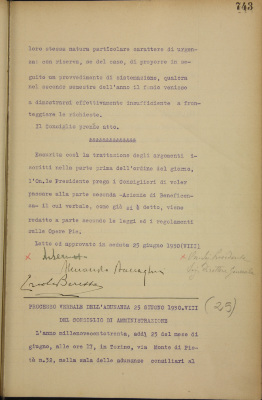 743
loro stessa natura particolare carattere di urgen-
za: con riserva, se del caso, di proporre in se-
guito un provvedimento di sistemazione, qualora
nel secondo semestre dell'anno il fondo venisse
a dimostrarsi effettivamente insufficiente a fron-
teggiare le richieste.
Il Consiglio prende atto.
Esaurita così la trattazione degli argomenti i-
scritti nella parte prima dell'ordine del giorno,
l'On.le Presidente prega i Consiglieri di voler
passare alla parte seconda -Azienda di Beneficen-
za- il cui verbale, come già si è detto, viene
redatto a parte secondo le leggi ed i regolamenti
sulle Opere Pie.
Letto ed approvato in seduta 25 giugno 1930(VIII)
PROCESSO VERBALE DELL'ADUNANZA 25 GIUGNO 1930.VIII
(25)
DEL CONSIGLIO DI AMMINISTRAZIONE
L'anno millenovecentotrenta, addì 25 del mese di
giugno, alle ore 11, in Torino, via Monte di Pie-
tà n.32, nella sala delle adunanze consiliari al